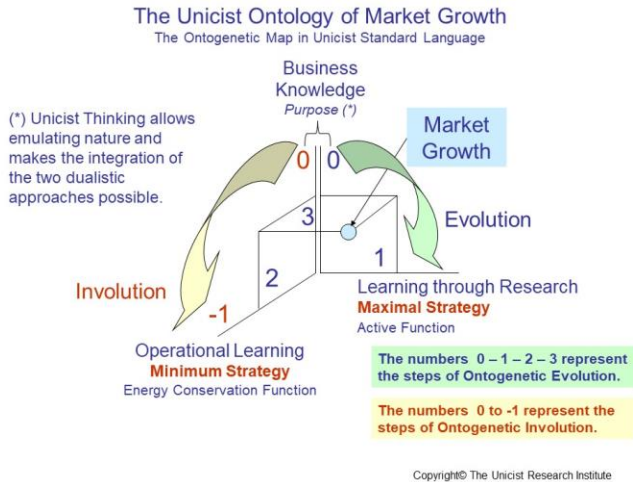 The Unicist Ontology of Market Growth
The Ontogenetic Map in Unicist Standard Language
Business
Knowledge
Purpose (*)
(*) Unicist Thinking allows
emulating nature and
makes the integration of
the two dualistic
approaches possible.
Market
Growth
0 0
3
Evolution
1
2
Involution
-1
Learning through Research
Maximal Strategy
Active Function
Operational Learning
Minimum Strategy
Energy Conservation Function
The numbers 0 – 1 – 2 – 3 represent
the steps of Ontogenetic Evolution.
The numbers 0 to -1 represent the
steps of Ontogenetic Involution.
Copyright© The Unicist Research Institute